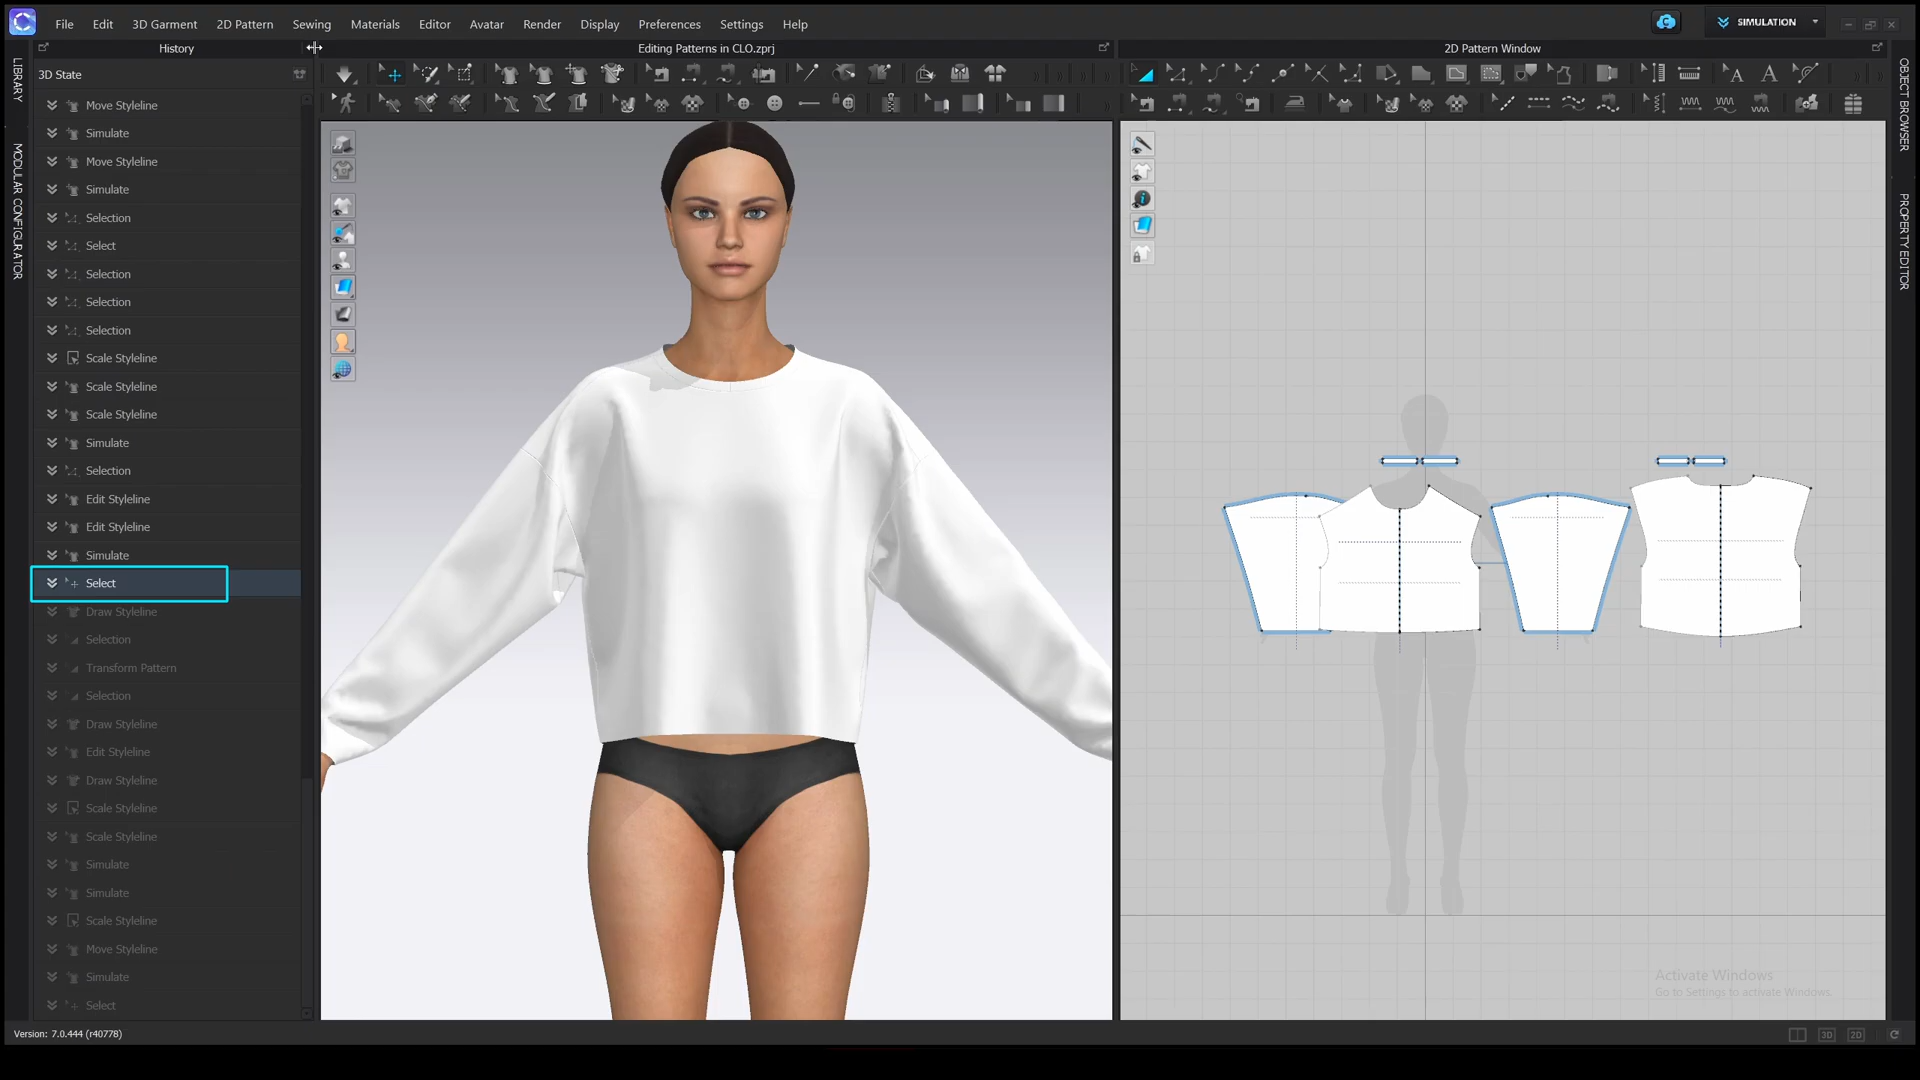 File Edit 3D Garment 2D Pattern Sewing Materials Editor Avatar Render Display Preferences Settings Help
SIMULATION
History
Editing Patterns in CLO.zprj
2D Pattern Window
LIBRARY
MODULAR CONFIGURATOR
OBJECT BROWSER
PROPERTY EDITOR
3D State
Move Styleline
Simulate
Move Styleline
Simulate
Selection
Select
Selection
Selection
Selection
Scale Styleline
Scale Styleline
Scale Styleline
Simulate
Selection
Edit Styleline
Edit Styleline
Simulate
Select
Draw Styleline
Selection
Transform Pattern
Selection
Draw Styleline
Edit Styleline
Draw Styleline
Scale Styleline
Scale Styleline
Simulate
Simulate
Scale Styleline
Move Styleline
Simulate
Select
Activate Windows
Go to Settings to activate Windows.
Version: 7.0.444 (r40778)
3D 2D